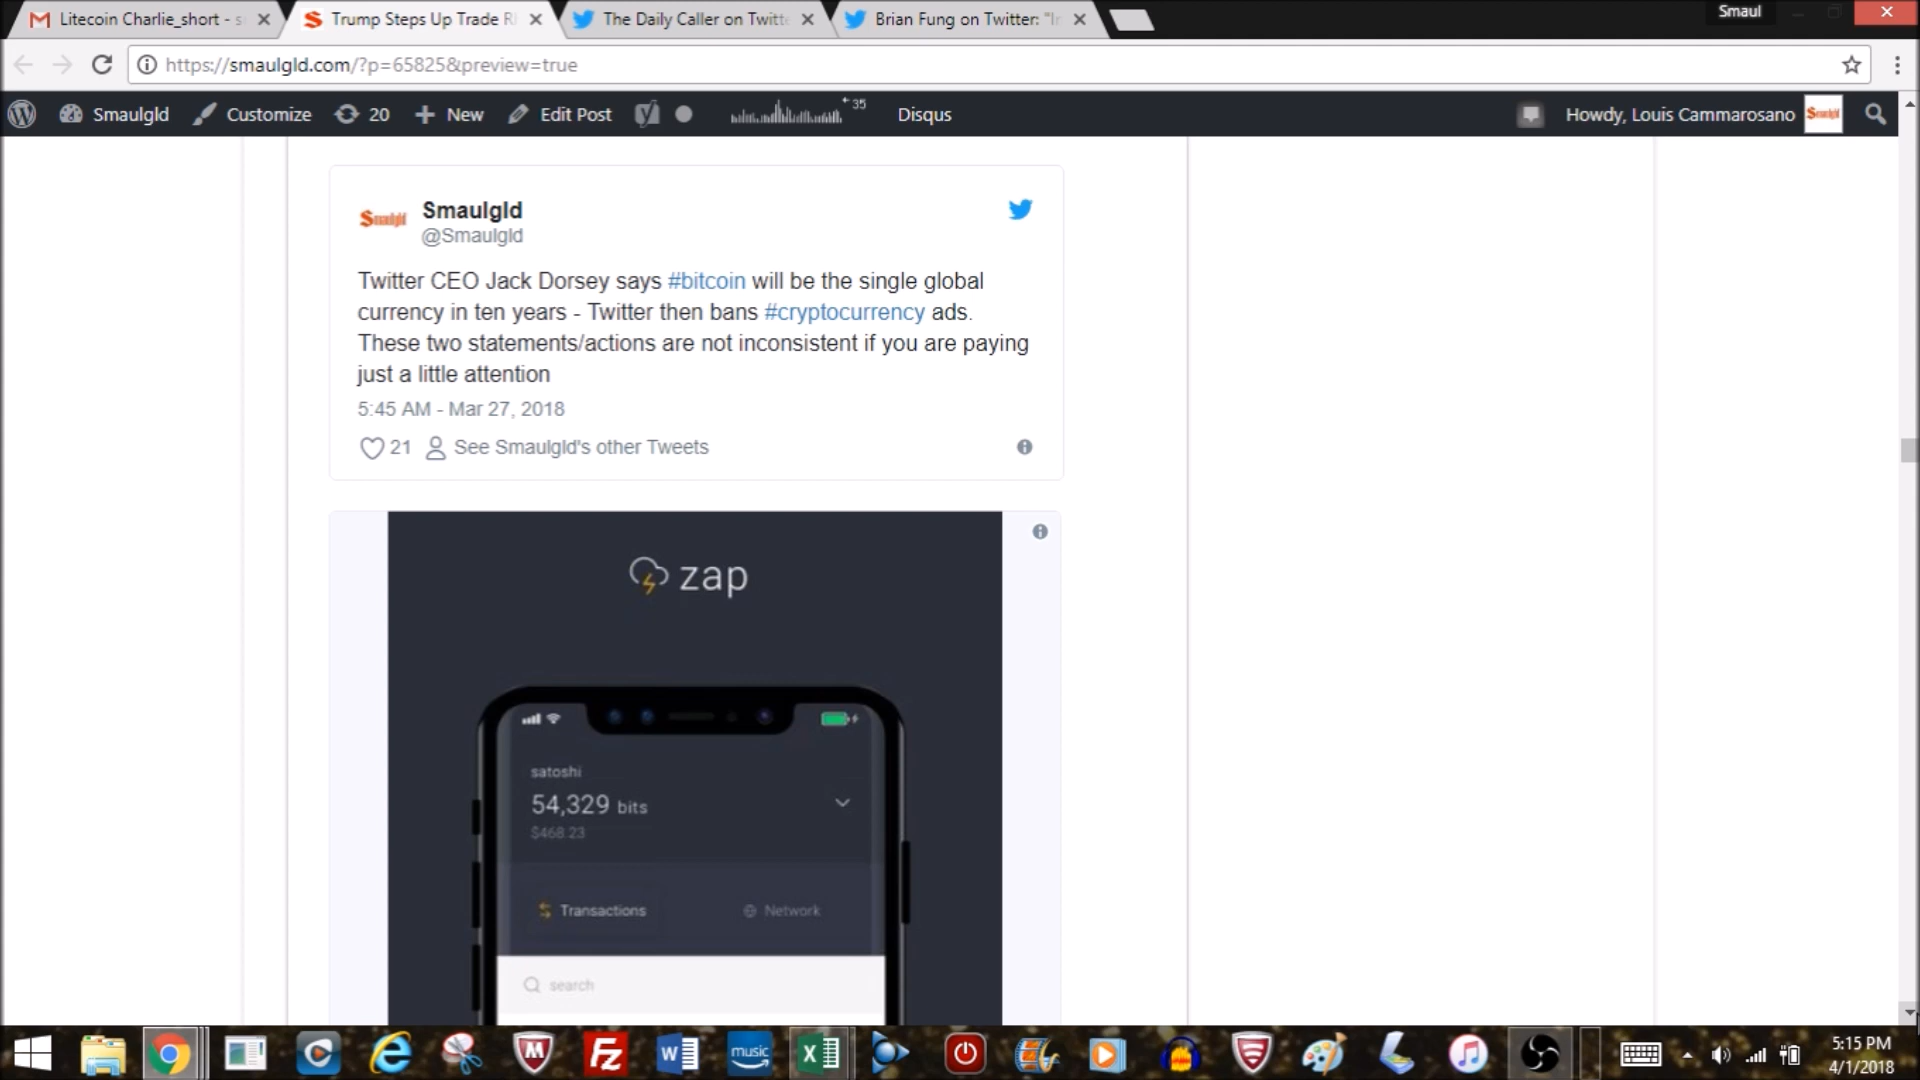 Litecoin Charlie_short - s
Trump Steps Up Trade R
The Daily Caller on Twitt
Brian Fung on Twitter: "I
Smaul
https://smaulgld.com/?p=65825&preview=true
Smaulgld
Customize
20
New
Edit Post
35
Disqus
Howdy, Louis Cammarosano
Smaulgld
Smaulgld
Smaulgld
@Smaulgld
Twitter CEO Jack Dorsey says #bitcoin will be the single global
currency in ten years - Twitter then bans #cryptocurrency ads.
These two statements/actions are not inconsistent if you are paying
just a little attention
5:45 AM - Mar 27, 2018
21
See Smaulgld's other Tweets
zap
satoshi
54,329 bits
$468.23
Transactions
Network
search
music
5:15 PM
4/1/2018